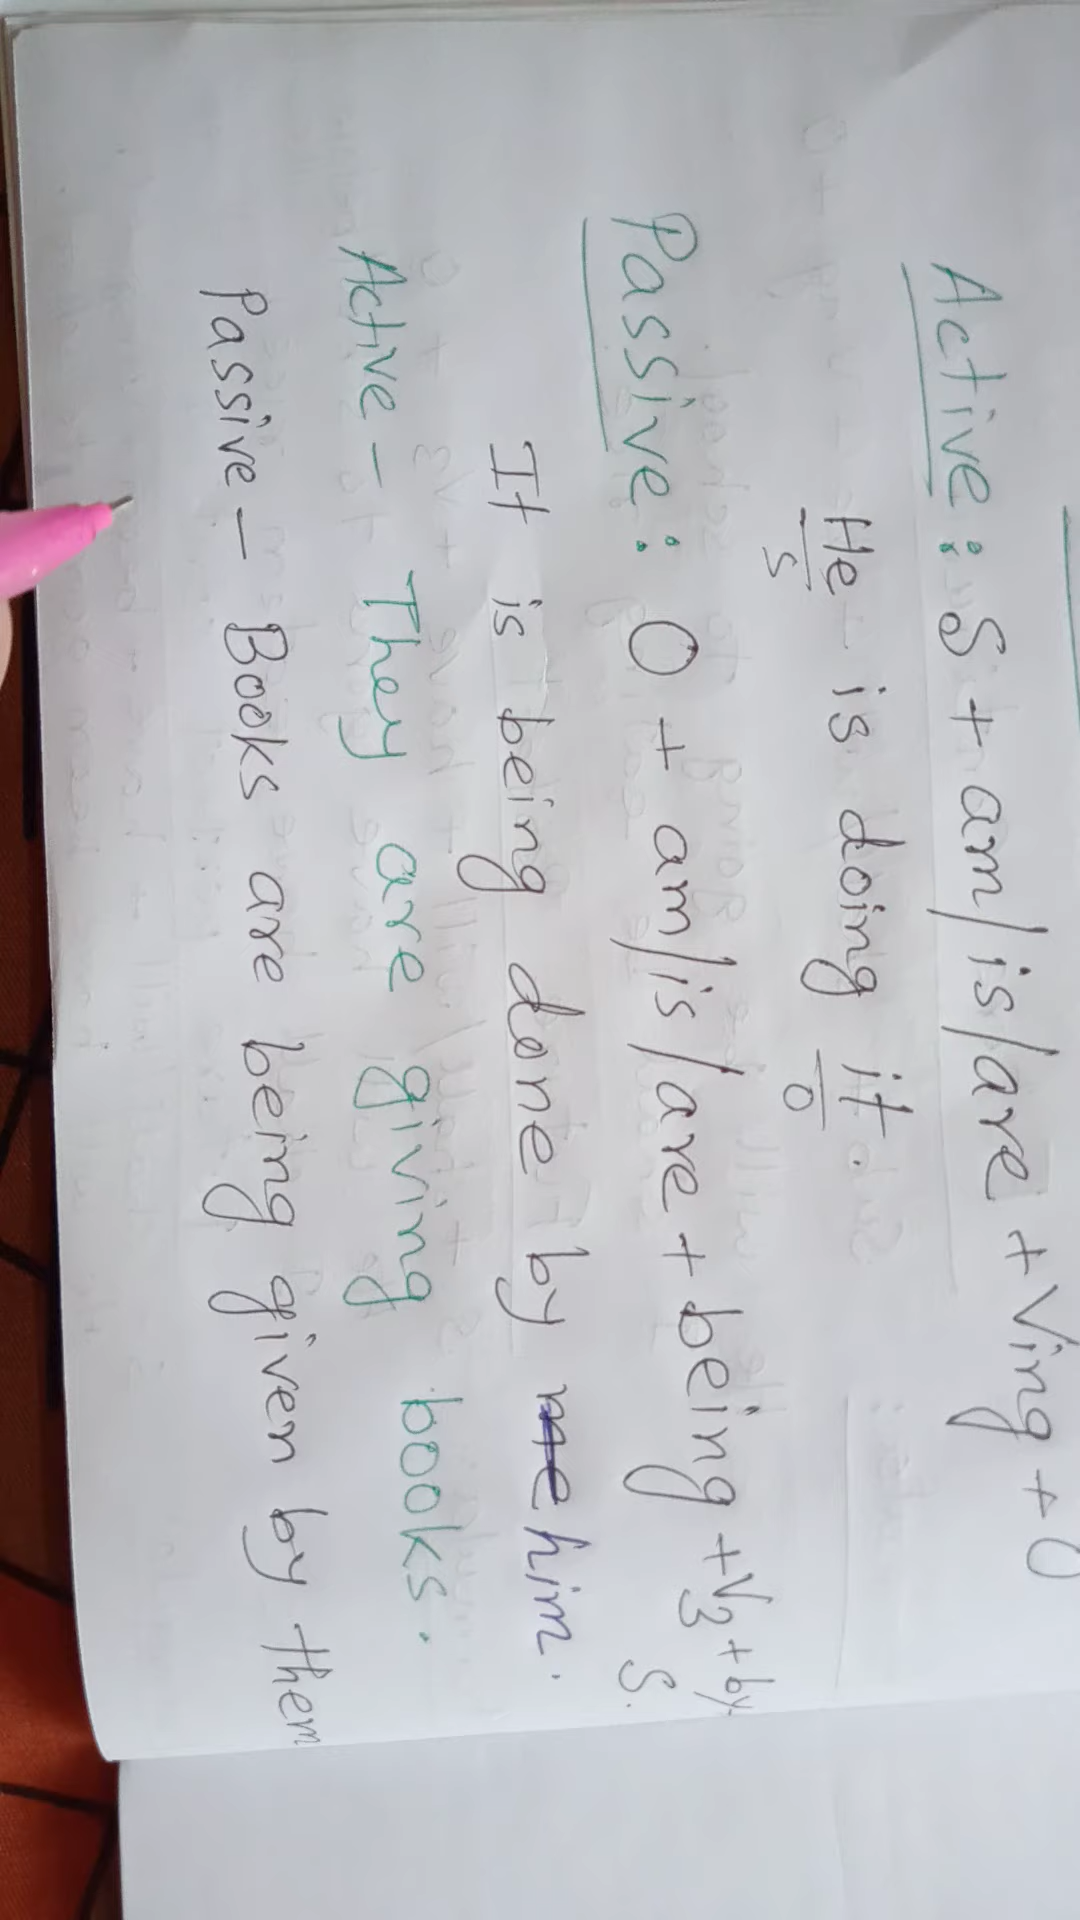 Active : S + am/is/are + Ving + O
He is doing it.
S O
Passive : O + am/is/are + being + V3 + by
S.
It is being done by me him.
Active - They are giving books.
Passive - Books are being given by them